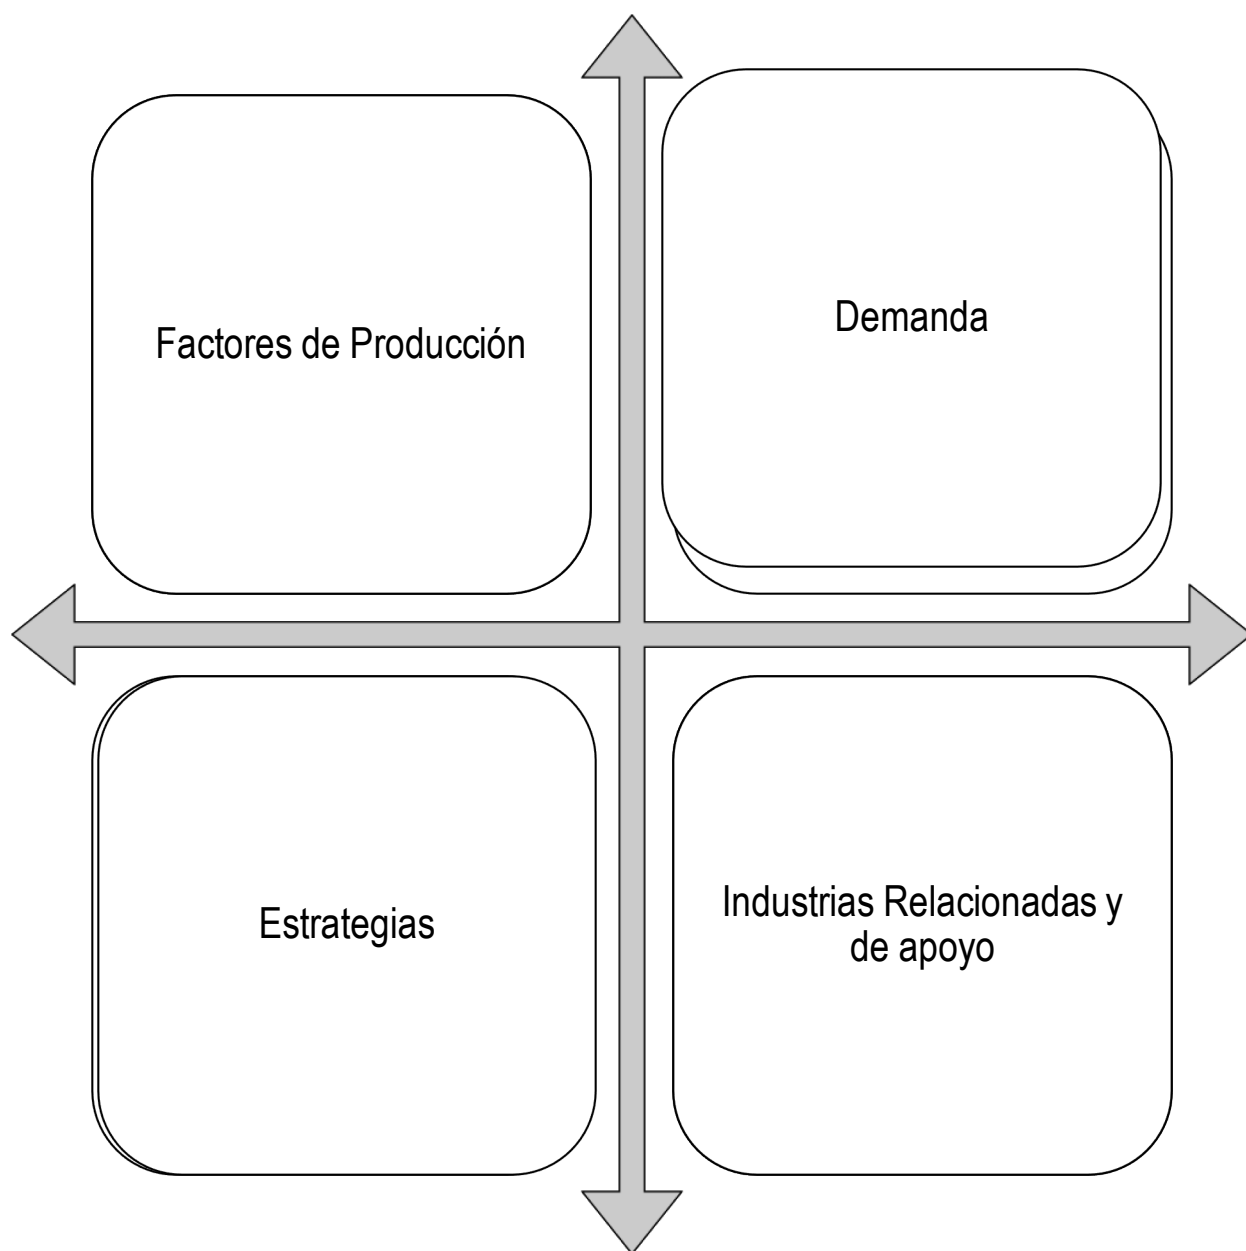 Factores de Producción
Demanda
Estrategias
Industrias Relacionadas y
de apoyo